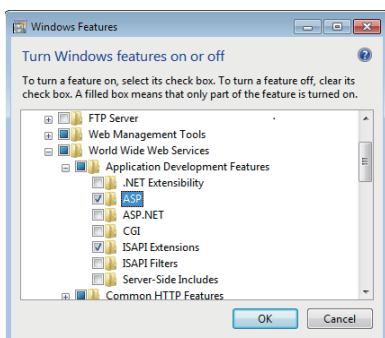 Windows Features
Turn Windows features on or off
To turn a feature on, select its check box. To turn a feature off, clear its
check box. A filled box means that only part of the feature is turned on.
FTP Server
Web Management Tools
World Wide Web Services
Application Development Features
.NET Extensibility
ASP
ASP.NET
CGI
ISAPI Extensions
ISAPI Filters
Server-Side Includes
Common HTTP Features
OK Cancel